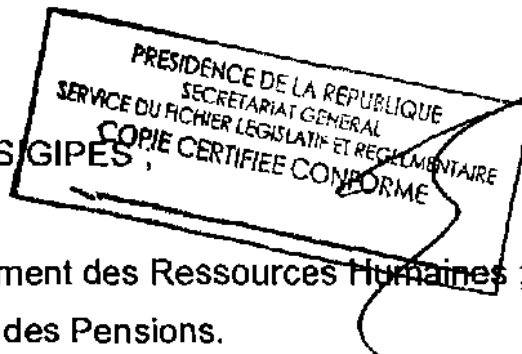 PRESIDENCE DE LA REPUBLIQUE
SECRETARIAT GENERAL
SERVICE DU FICHIER LEGISLATIF ET REGLEMENTAIRE
COPIE CERTIFIEE CONFORME
SIGIPES ;
ment des Ressources Humaines ;
des Pensions.